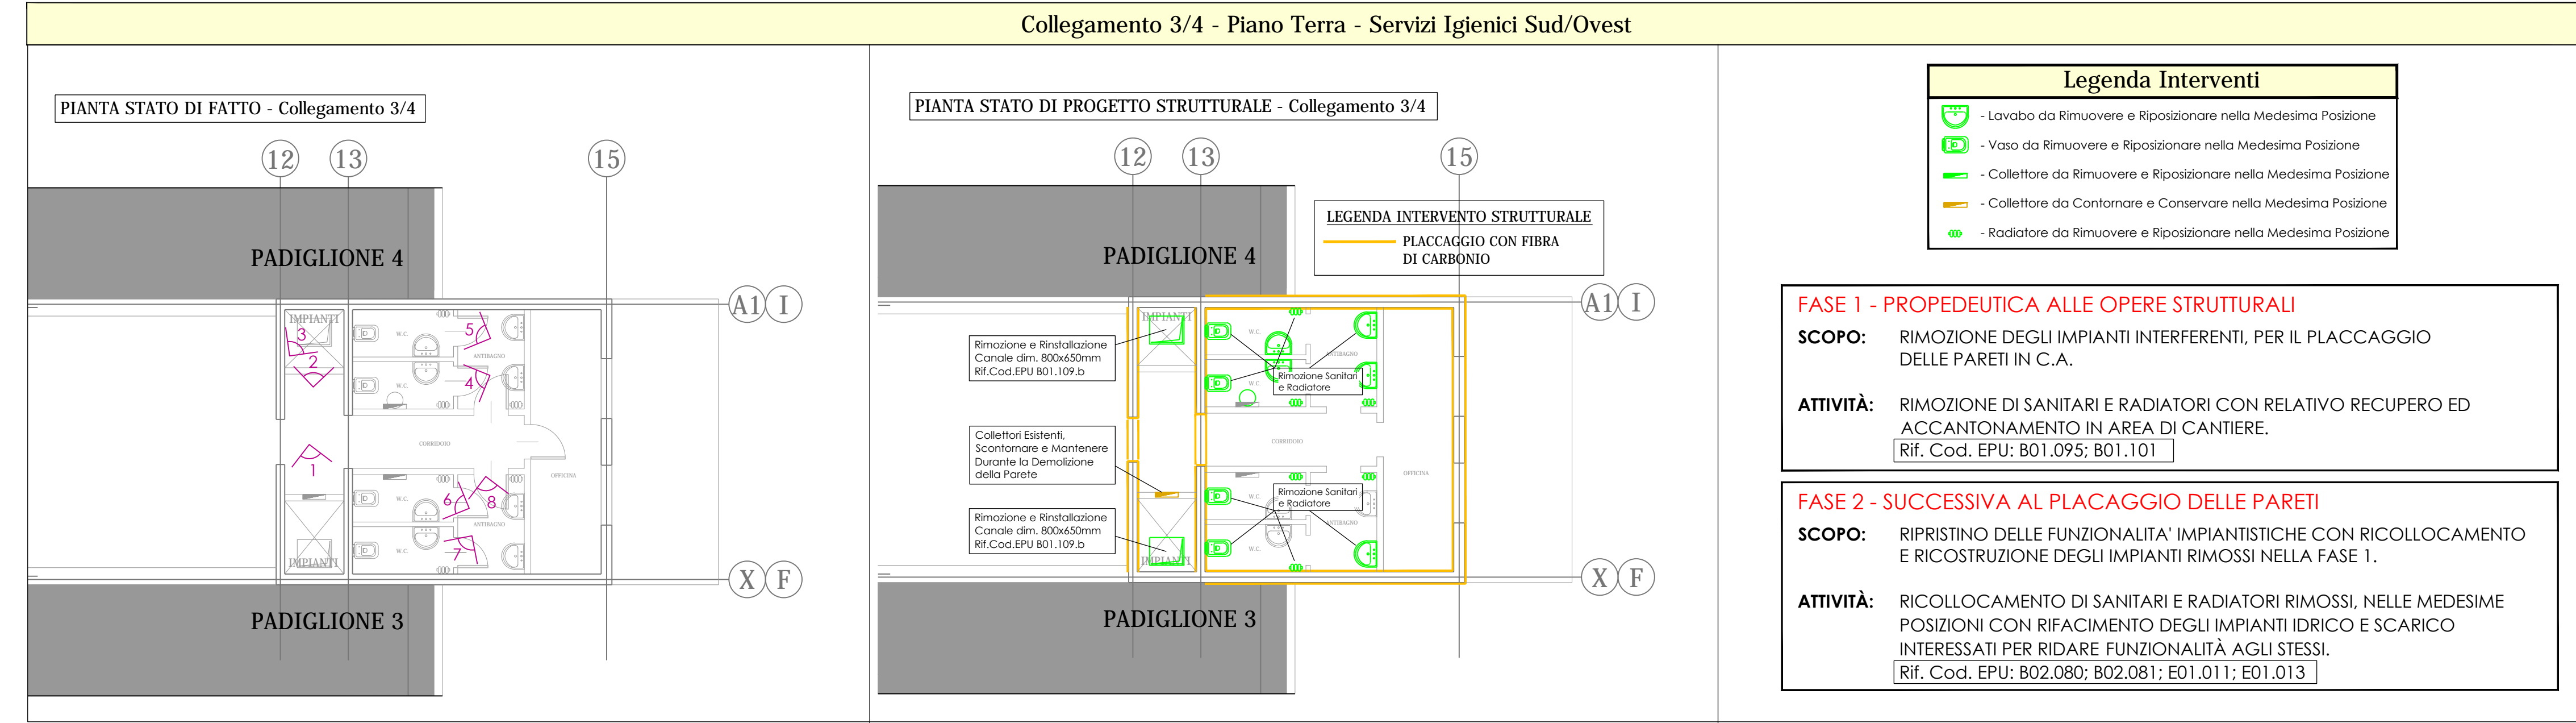 Collegamento 3/4 - Piano Terra - Servizi Igienici Sud/Ovest
PIANTA STATO DI FATTO - Collegamento 3/4
12
13
15
PADIGLIONE 4
A1
I
IMPIANTI
3
2
5
W.C.
ANTIBAGNO
4
W.C.
CORRIDOIO
1
OFFICINA
6
8
W.C.
ANTIBAGNO
7
W.C.
IMPIANTI
X
F
PADIGLIONE 3
PIANTA STATO DI PROGETTO STRUTTURALE - Collegamento 3/4
12
13
15
LEGENDA INTERVENTO STRUTTURALE
PLACCAGGIO CON FIBRA
DI CARBONIO
PADIGLIONE 4
A1
I
IMPIANTI
Rimozione e Rinstallazione
Canale dim. 800x650mm
Rif.Cod.EPU B01.109.b
W.C.
ANTIBAGNO
Rimozione Sanitari
e Radiatore
W.C.
Collettori Esistenti,
Scontornare e Mantenere
Durante la Demolizione
della Parete
CORRIDOIO
OFFICINA
Rimozione Sanitari
e Radiatore
W.C.
ANTIBAGNO
Rimozione e Rinstallazione
Canale dim. 800x650mm
Rif.Cod.EPU B01.109.b
W.C.
IMPIANTI
X
F
PADIGLIONE 3
Legenda Interventi
- Lavabo da Rimuovere e Riposizionare nella Medesima Posizione
- Vaso da Rimuovere e Riposizionare nella Medesima Posizione
- Collettore da Rimuovere e Riposizionare nella Medesima Posizione
- Collettore da Contornare e Conservare nella Medesima Posizione
- Radiatore da Rimuovere e Riposizionare nella Medesima Posizione
FASE 1 - PROPEDEUTICA ALLE OPERE STRUTTURALI
SCOPO: RIMOZIONE DEGLI IMPIANTI INTERFERENTI, PER IL PLACCAGGIO
DELLE PARETI IN C.A.
ATTIVITÀ: RIMOZIONE DI SANITARI E RADIATORI CON RELATIVO RECUPERO ED
ACCANTONAMENTO IN AREA DI CANTIERE.
Rif. Cod. EPU: B01.095; B01.101
FASE 2 - SUCCESSIVA AL PLACAGGIO DELLE PARETI
SCOPO: RIPRISTINO DELLE FUNZIONALITA' IMPIANTISTICHE CON RICOLLOCAMENTO
E RICOSTRUZIONE DEGLI IMPIANTI RIMOSSI NELLA FASE 1.
ATTIVITÀ: RICOLLOCAMENTO DI SANITARI E RADIATORI RIMOSSI, NELLE MEDESIME
POSIZIONI CON RIFACIMENTO DEGLI IMPIANTI IDRICO E SCARICO
INTERESSATI PER RIDARE FUNZIONALITÀ AGLI STESSI.
Rif. Cod. EPU: B02.080; B02.081; E01.011; E01.013